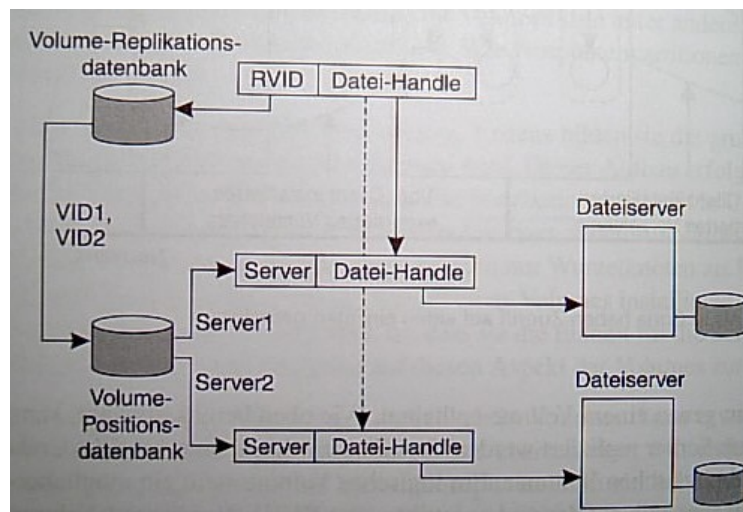 Volume-Replikations-
datenbank
RVID Datei-Handle
VID1,
VID2
Dateiserver
Server Datei-Handle
Server1
Server2
Dateiserver
Volume-
Positions-
datenbank
Server Datei-Handle